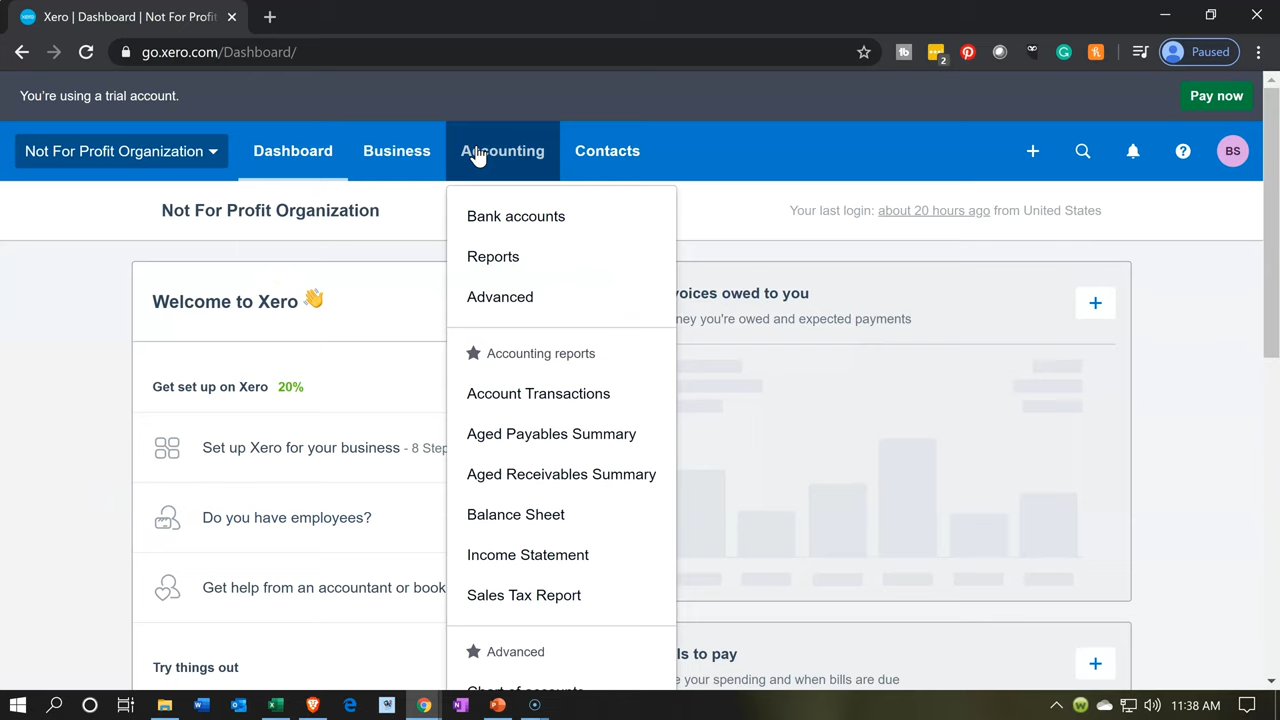 Xero | Dashboard | Not For Profit
go.xero.com/Dashboard/
2
Paused
You're using a trial account.
Pay now
Not For Profit Organization
Dashboard
Business
Accounting
Contacts
BS
Not For Profit Organization
Your last login: about 20 hours ago from United States
Bank accounts
Reports
Advanced
Accounting reports
Account Transactions
Aged Payables Summary
Aged Receivables Summary
Balance Sheet
Income Statement
Sales Tax Report
Advanced
Chart of accounts
Welcome to Xero
Get set up on Xero 20%
Set up Xero for your business - 8 Step
Do you have employees?
Get help from an accountant or book
Try things out
voices owed to you
ney you're owed and expected payments
ls to pay
e your spending and when bills are due
11:38 AM